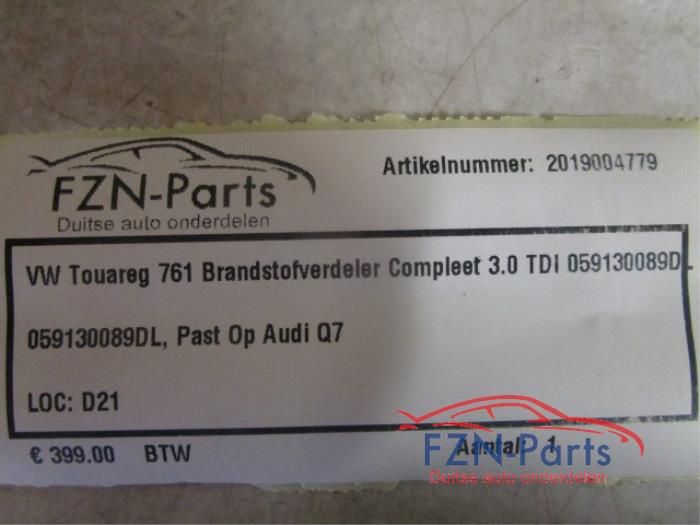 Artikelnummer: 2019004779
FZN-Parts
Duitse auto onderdelen
VW Touareg 761 Brandstofverdeler Compleet 3.0 TDI 059130089DL
059130089DL, Past Op Audi Q7
LOC: D21
€ 399.00 BTW Aantal: 1
FZN-Parts
Duitse auto onderdelen